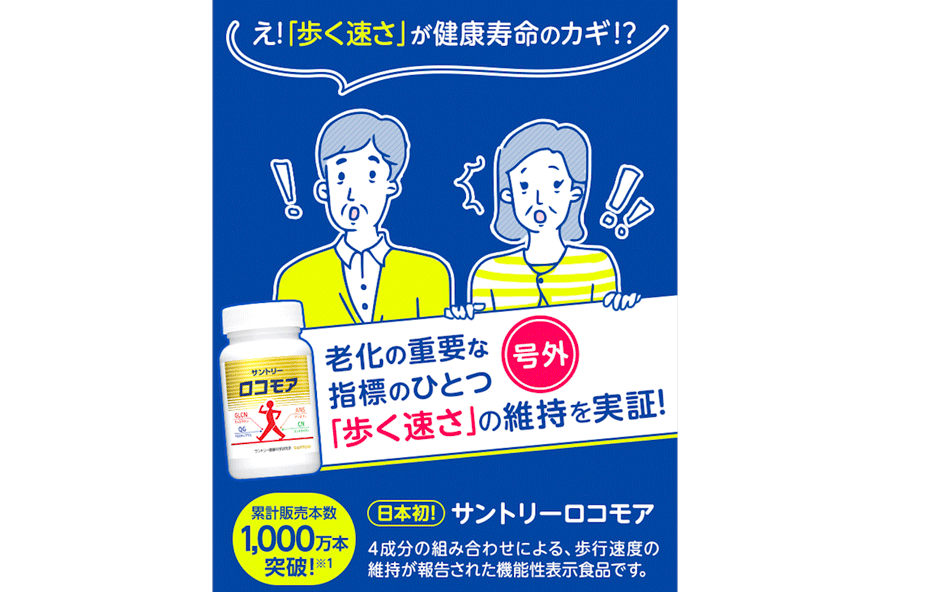 え!「歩く速さ」が健康寿命のカギ!?
号外
老化の重要な
指標のひとつ
「歩く速さ」の維持を実証!
サントリー
ロコモア
GLCN
ANS
QG
CN
累計販売本数
1,000万本
突破!※1
日本初! サントリーロコモア
4成分の組み合わせによる、歩行速度の
維持が報告された機能性表示食品です。